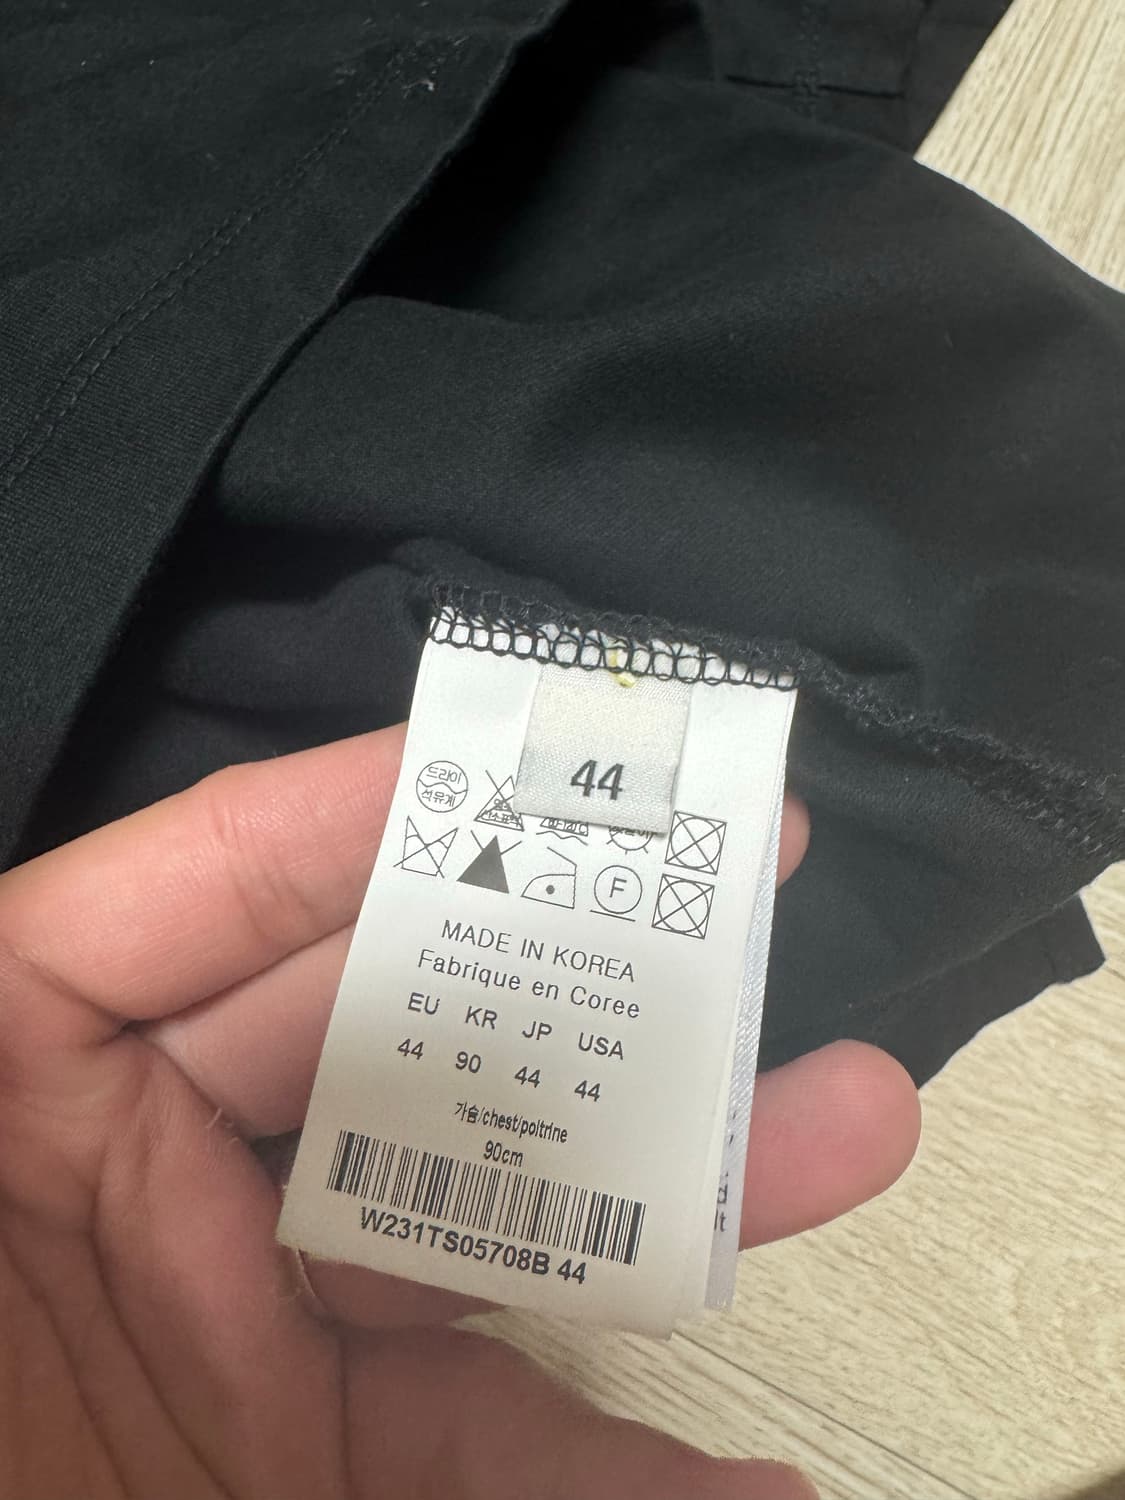 44
드라이
석유계
F
MADE IN KOREA
Fabrique en Coree
EU KR JP USA
44 90 44 44
가슴/chest/poitrine
90cm
W231TS05708B 44